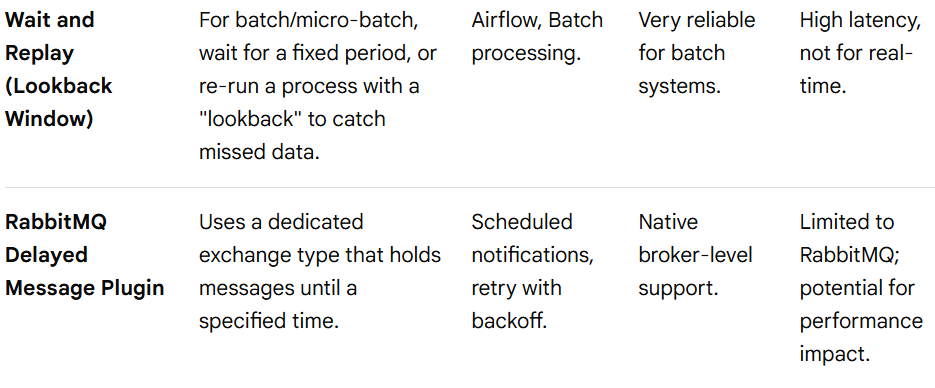 Wait and
Replay
(Lookback
Window)
For batch/micro-batch,
wait for a fixed period, or
re-run a process with a
"lookback" to catch
missed data.
Airflow, Batch
processing.
Very reliable
for batch
systems.
High latency,
not for real-
time.
RabbitMQ
Delayed
Message Plugin
Uses a dedicated
exchange type that holds
messages until a
specified time.
Scheduled
notifications,
retry with
backoff.
Native
broker-level
support.
Limited to
RabbitMQ;
potential for
performance
impact.